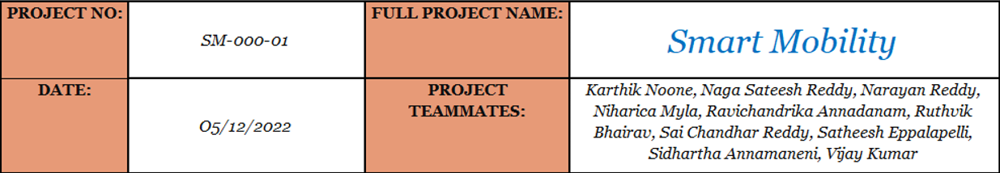 PROJECT NO:
SM-000-01
FULL PROJECT NAME:
Smart Mobility
DATE:
O5/12/2022
PROJECT
TEAMMATES:
Karthik Noone, Naga Sateesh Reddy, Narayan Reddy,
Niharica Myla, Ravichandrika Annadanam, Ruthvik
Bhairav, Sai Chandhar Reddy, Satheesh Eppalapelli,
Sidhartha Annamaneni, Vijay Kumar